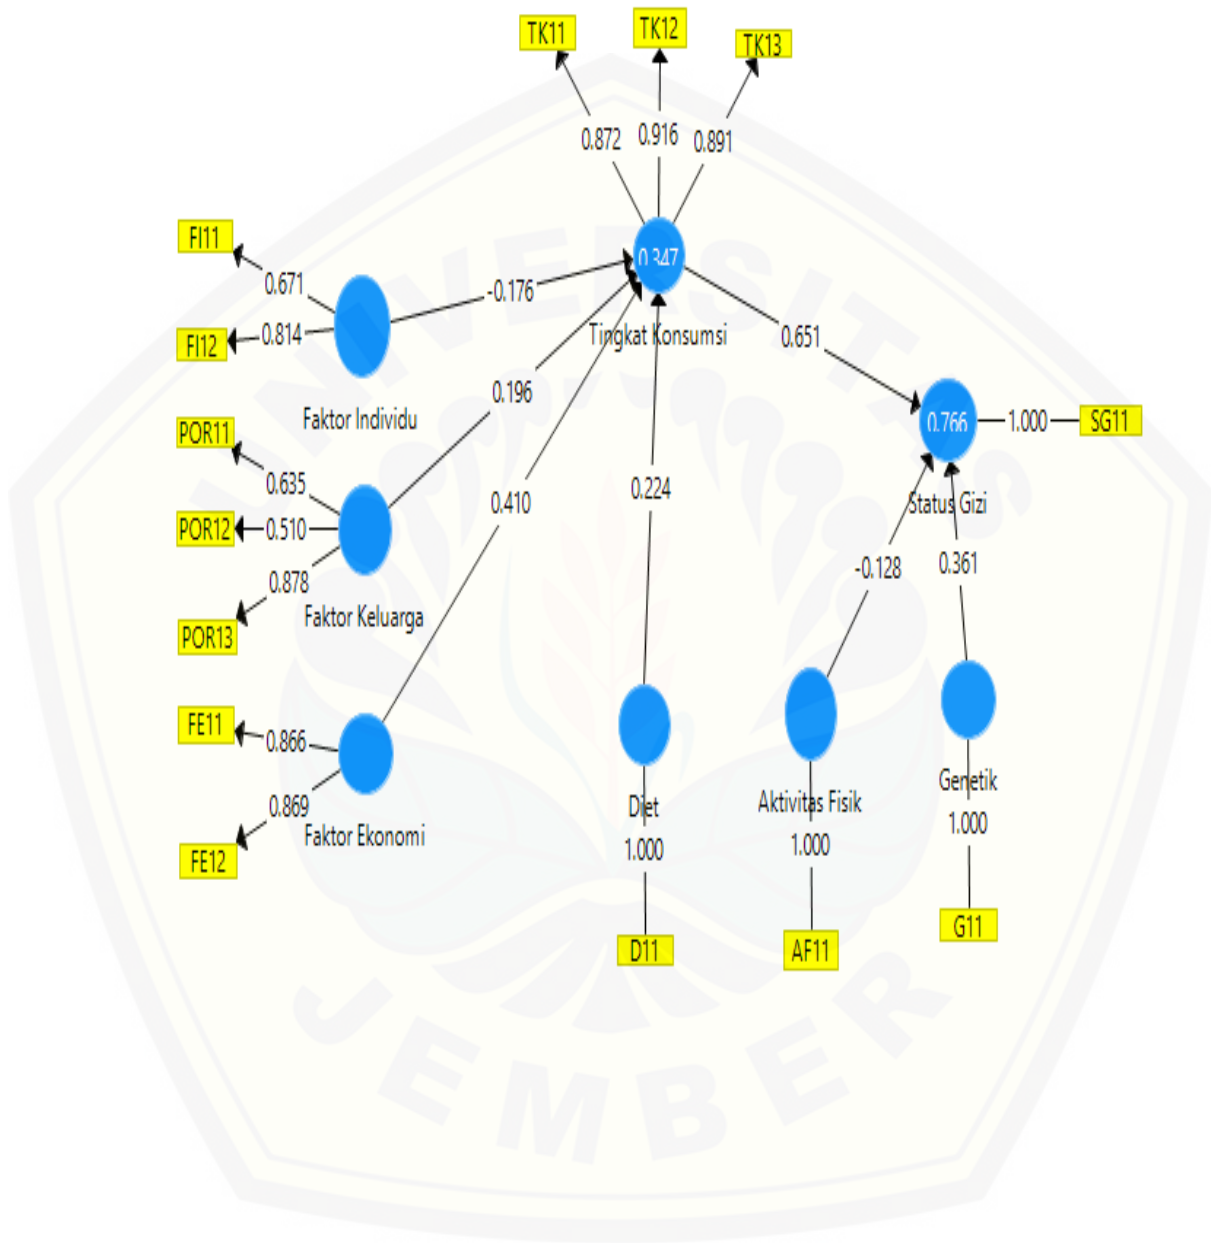 TK11
TK12
TK13
0.872
0.916
0.891
FI11
0.671
0.814
FI12
Faktor Individu
-0.176
0.347
Tingkat Konsumsi
0.651
0.766
1.000
SG11
Status Gizi
POR11
0.635
POR12
0.510
0.878
POR13
Faktor Keluarga
0.196
0.410
0.224
-0.128
0.361
FE11
0.866
0.869
FE12
Faktor Ekonomi
Diet
1.000
D11
Aktivitas Fisik
1.000
AF11
Genetik
1.000
G11
UNIVERSITAS
JEMBER